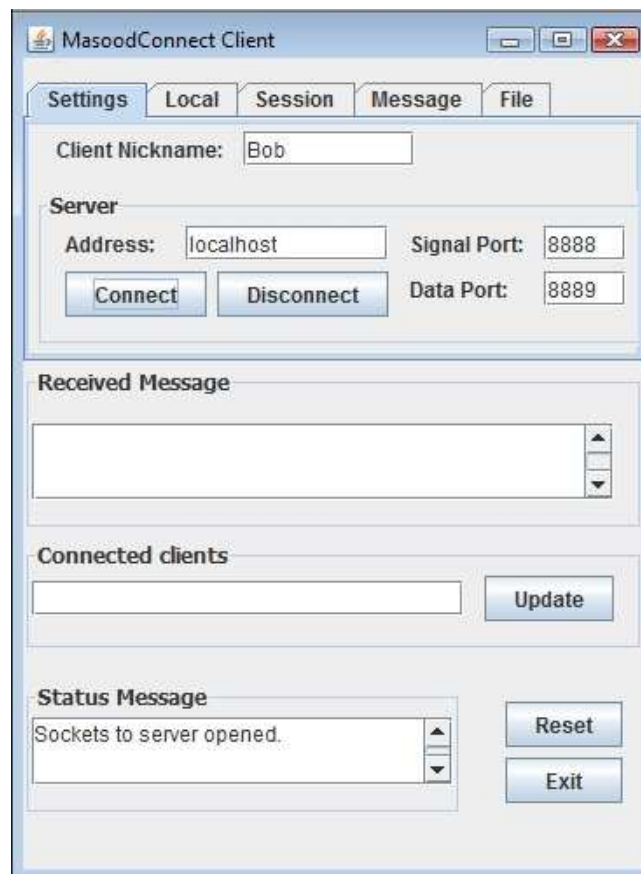 MasoodConnect Client
Settings Local Session Message File
Client Nickname: Bob
Server
Address: localhost Signal Port: 8888
Connect Disconnect Data Port: 8889
Received Message
Connected clients
Update
Status Message
Sockets to server opened.
Reset
Exit